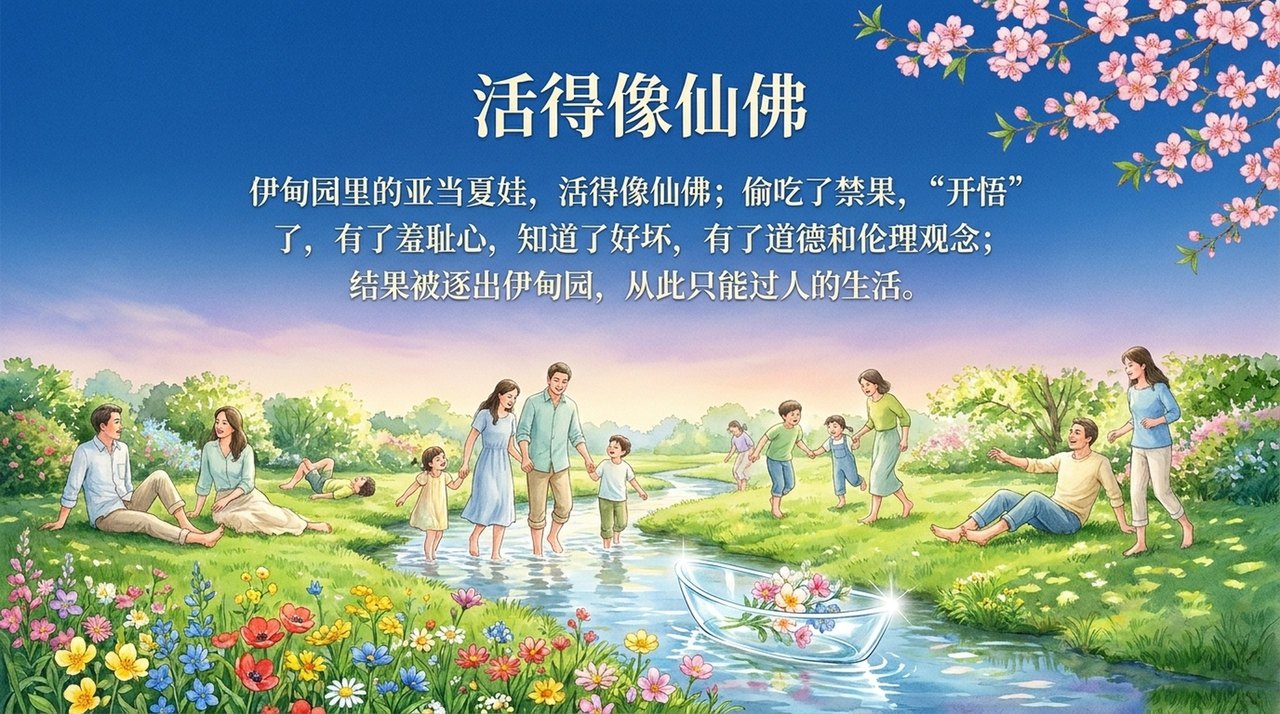 活得像仙佛
伊甸园里的亚当夏娃，活得像仙佛；偷吃了禁果，“开悟”
了，有了羞耻心，知道了好坏，有了道德和伦理观念；
结果被逐出伊甸园，从此只能过人的生活。